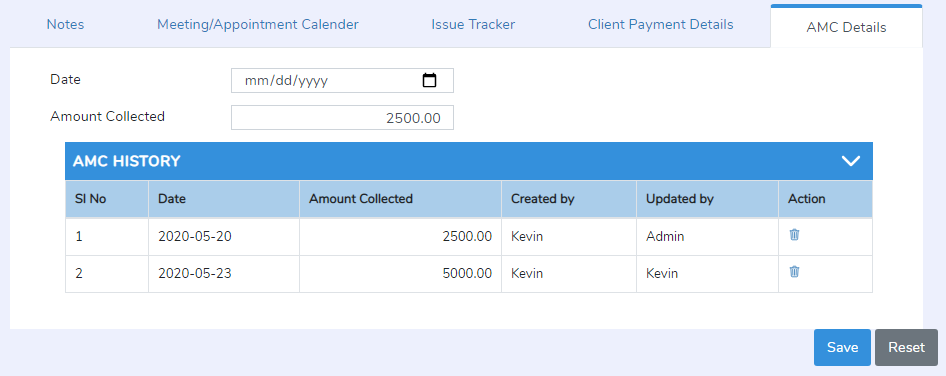 Notes Meeting/Appointment Calender Issue Tracker Client Payment Details AMC Details
Date mm/dd/yyyy
Amount Collected 2500.00
AMC HISTORY
Sl No Date Amount Collected Created by Updated by Action
1 2020-05-20 2500.00 Kevin Admin
2 2020-05-23 5000.00 Kevin Kevin
Save Reset